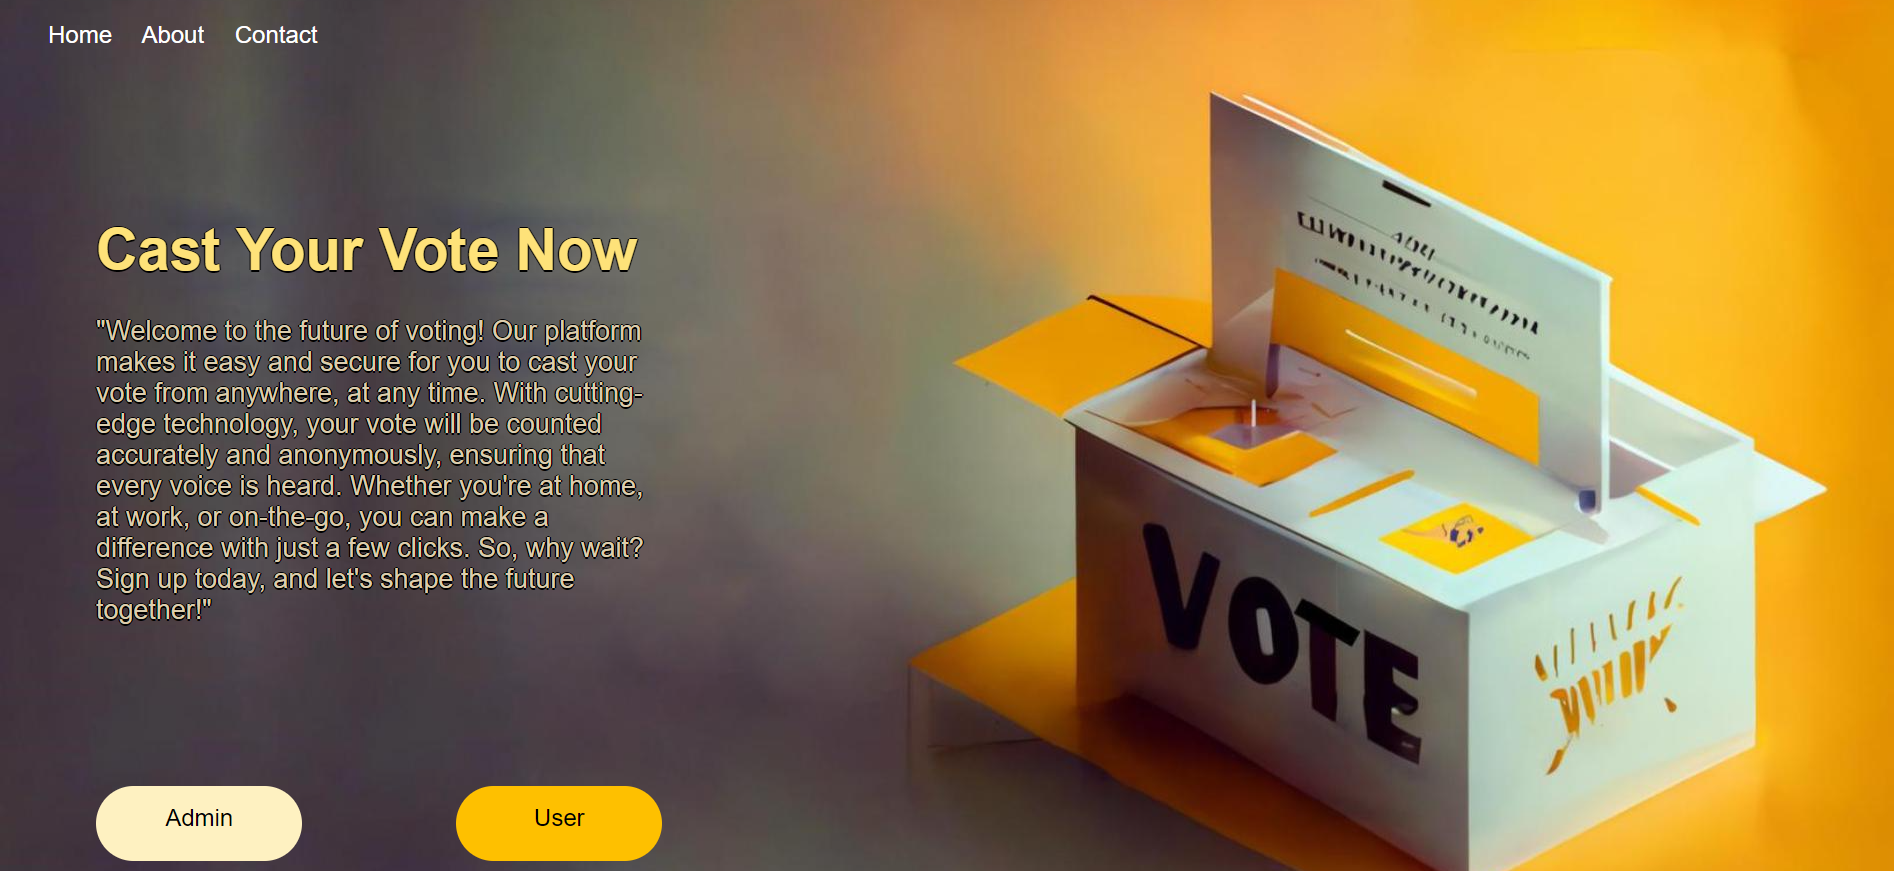 Home About Contact
Cast Your Vote Now
"Welcome to the future of voting! Our platform
makes it easy and secure for you to cast your
vote from anywhere, at any time. With cutting-
edge technology, your vote will be counted
accurately and anonymously, ensuring that
every voice is heard. Whether you're at home,
at work, or on-the-go, you can make a
difference with just a few clicks. So, why wait?
Sign up today, and let's shape the future
together!"
VOTE
Admin User